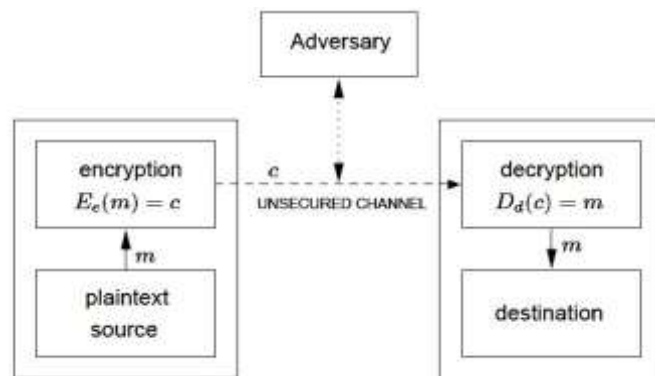 Adversary
encryption
E_e(m) = c
c
UNSECURED CHANNEL
decryption
D_d(c) = m
m
m
plaintext
source
destination